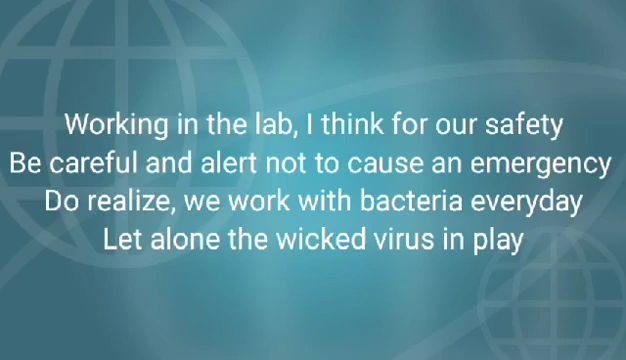 Working in the lab, I think for our safety
Be careful and alert not to cause an emergency
Do realize, we work with bacteria everyday
Let alone the wicked virus in play